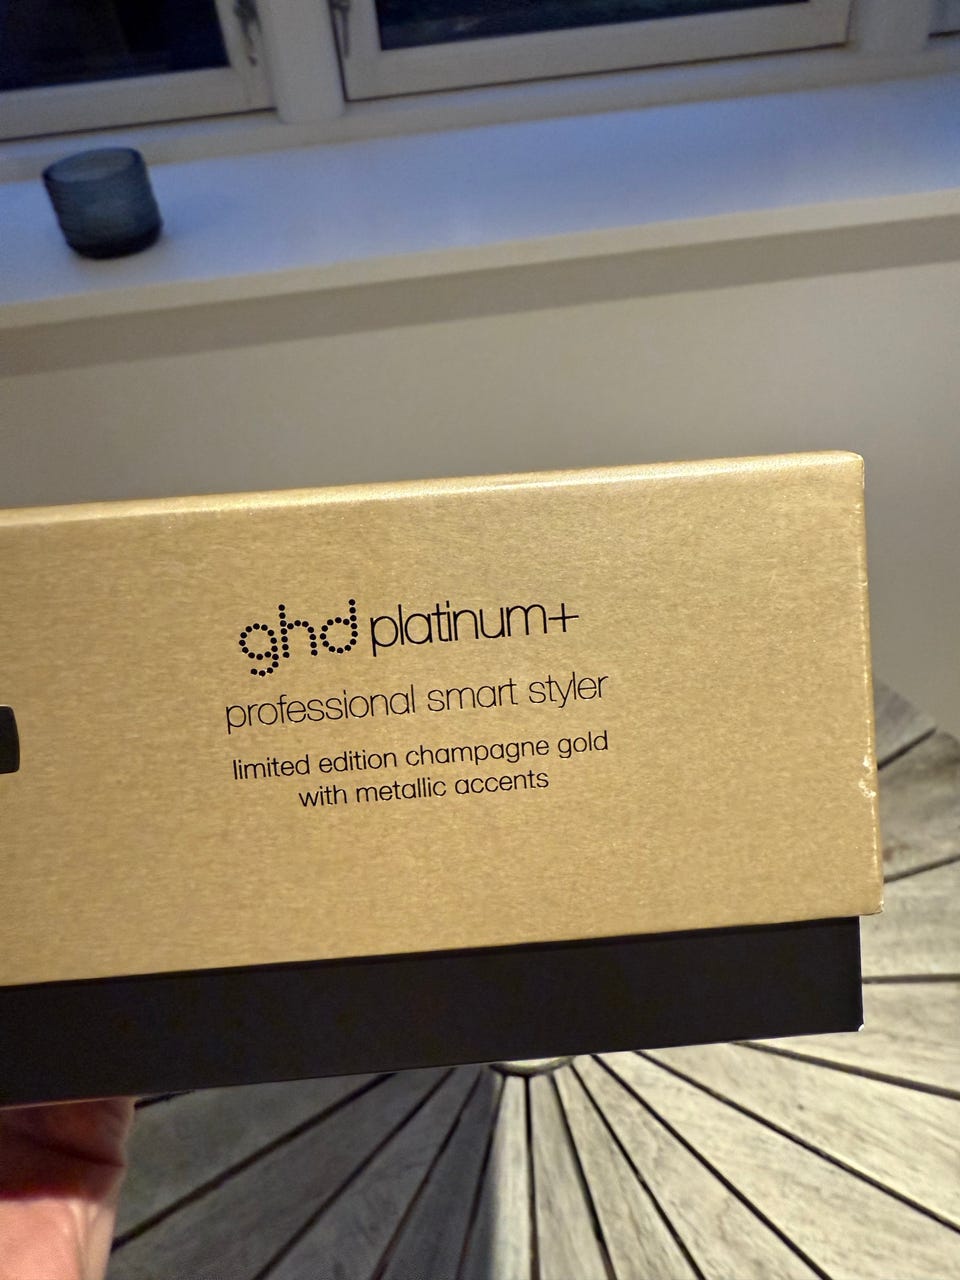 ghd platinum+
professional smart styler
limited edition champagne gold
with metallic accents